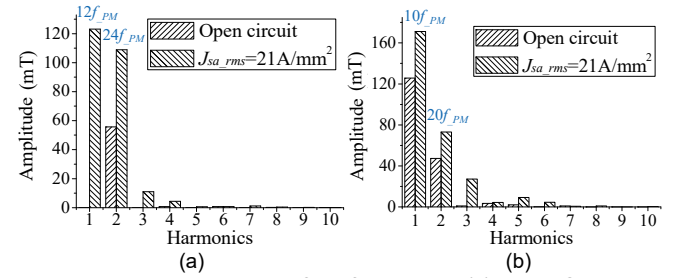 12f_PM
24f_PM
Open circuit
Jsa_rms=21A/mm²
Amplitude (mT)
120
100
80
60
40
20
0
1 2 3 4 5 6 7 8 9 10
Harmonics
(a)
10f_PM
20f_PM
Open circuit
Jsa_rms=21A/mm²
Amplitude (mT)
160
120
80
40
0
1 2 3 4 5 6 7 8 9 10
Harmonics
(b)